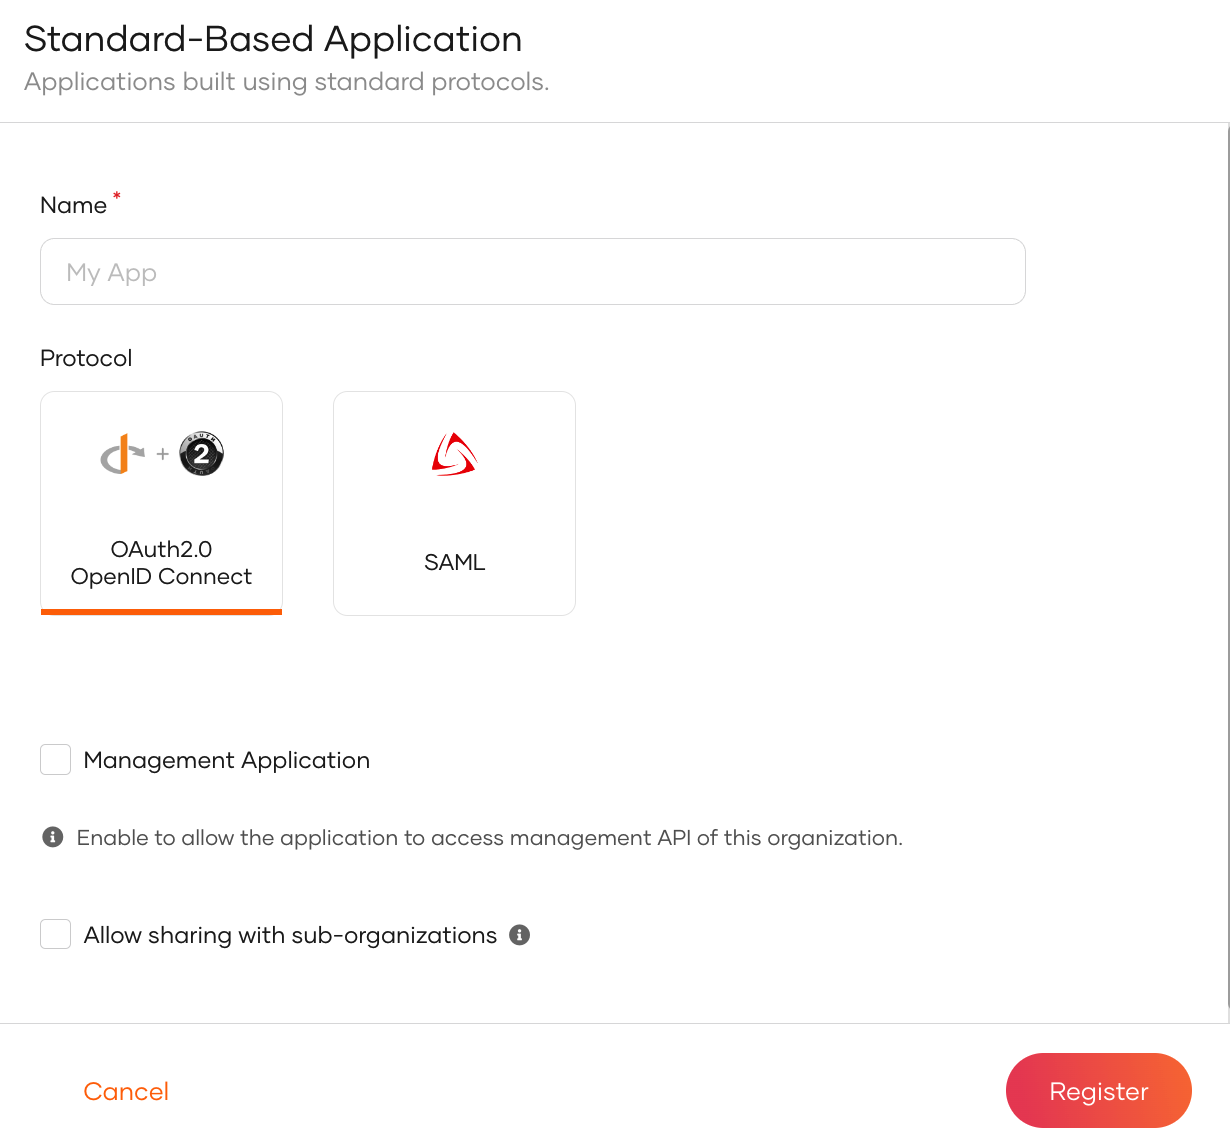 Standard-Based Application
Applications built using standard protocols.
Name *
My App
Protocol
+ OAUTH 2
OAuth2.0
OpenID Connect
SAML
Management Application
Enable to allow the application to access management API of this organization.
Allow sharing with sub-organizations
Cancel
Register